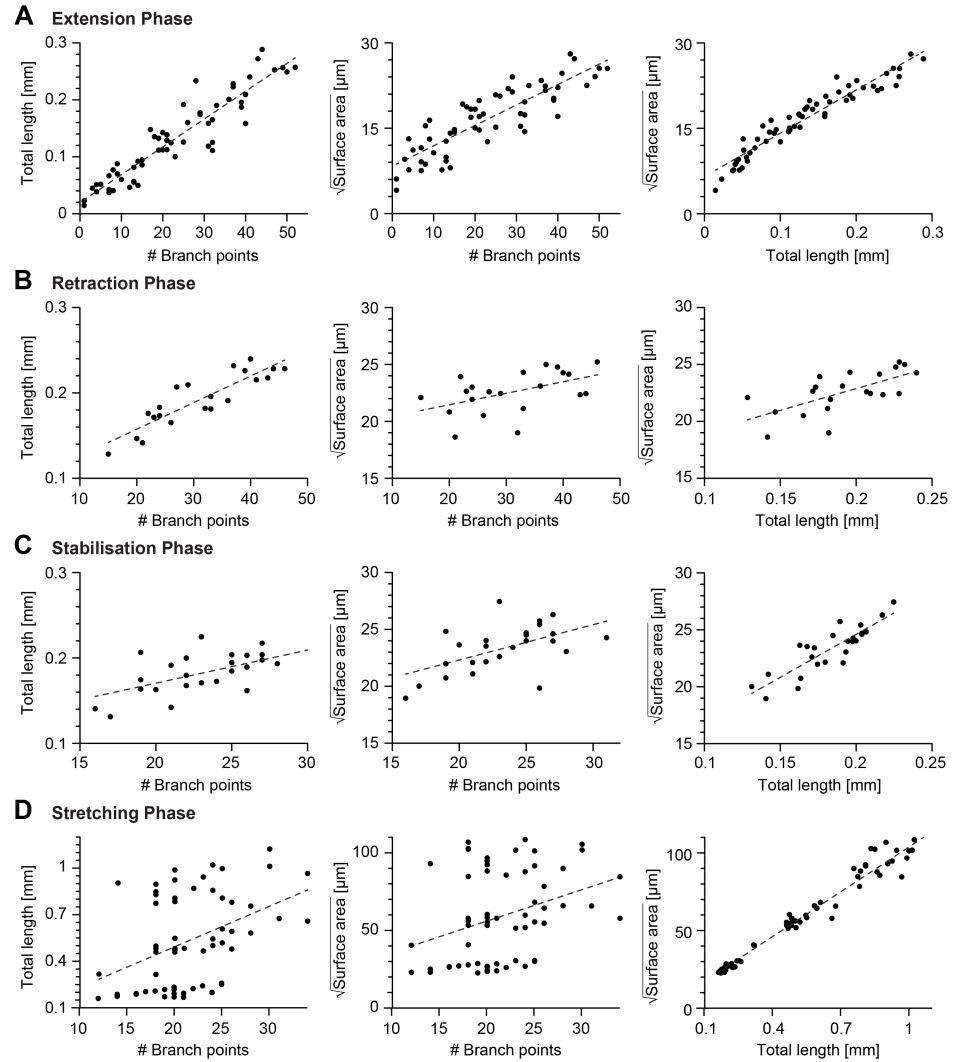 A Extension Phase
0.3
0.2
0.1
0
0 10 20 30 40 50
Total length [mm]
# Branch points
30
15
0
0 10 20 30 40 50
√Surface area [µm]
# Branch points
30
15
0
0 0.1 0.2 0.3
√Surface area [µm]
Total length [mm]
B Retraction Phase
0.3
0.2
0.1
10 20 30 40 50
Total length [mm]
# Branch points
30
25
20
15
10 20 30 40 50
√Surface area [µm]
# Branch points
30
25
20
15
0.1 0.15 0.2 0.25
√Surface area [µm]
Total length [mm]
C Stabilisation Phase
0.3
0.2
0.1
15 20 25 30
Total length [mm]
# Branch points
30
25
20
15
15 20 25 30
√Surface area [µm]
# Branch points
30
25
20
15
0.1 0.15 0.2 0.25
√Surface area [µm]
Total length [mm]
D Stretching Phase
1
0.7
0.4
0.1
10 15 20 25 30
Total length [mm]
# Branch points
100
50
0
10 15 20 25 30
√Surface area [µm]
# Branch points
100
50
0
0.1 0.4 0.7 1
√Surface area [µm]
Total length [mm]